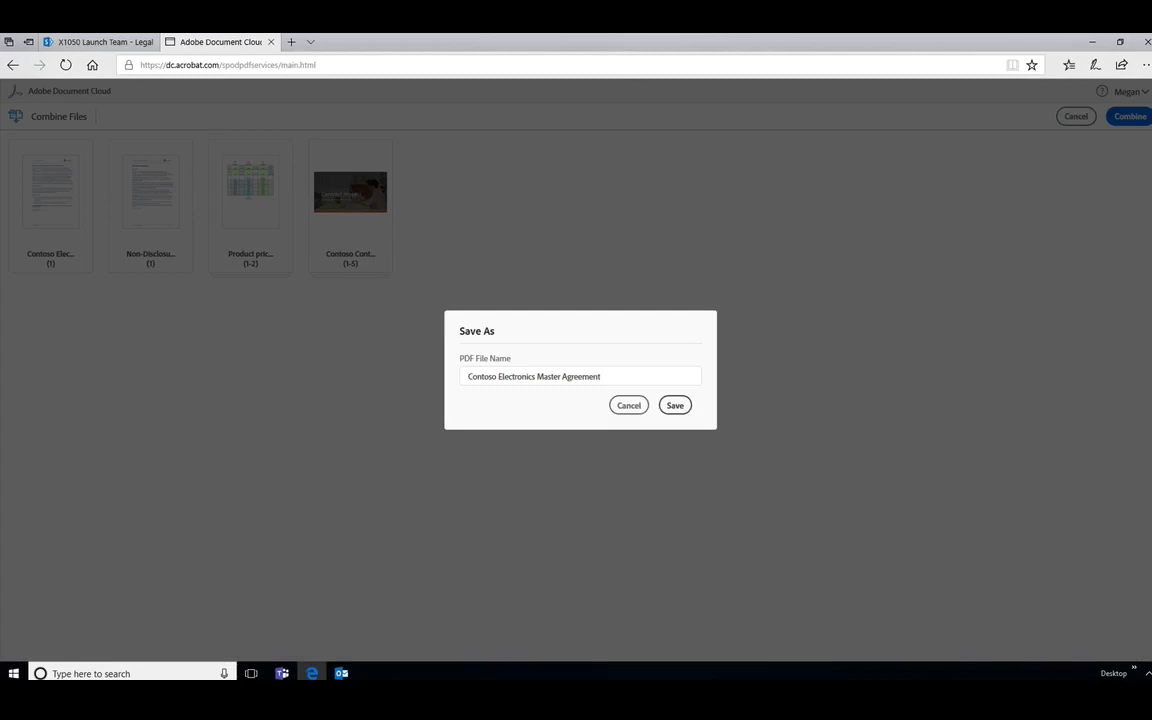 X1050 Launch Team - Legal
Adobe Document Cloud
https://dc.acrobat.com/spodpdfservices/main.html
Adobe Document Cloud
Megan
Combine Files
Cancel
Combine
Contoso Elec...
(1)
Non-Disclosu...
(1)
Product pric...
(1-2)
Contoso Cont...
(1-5)
Save As
PDF File Name
Contoso Electronics Master Agreement
Cancel
Save
Type here to search
Desktop